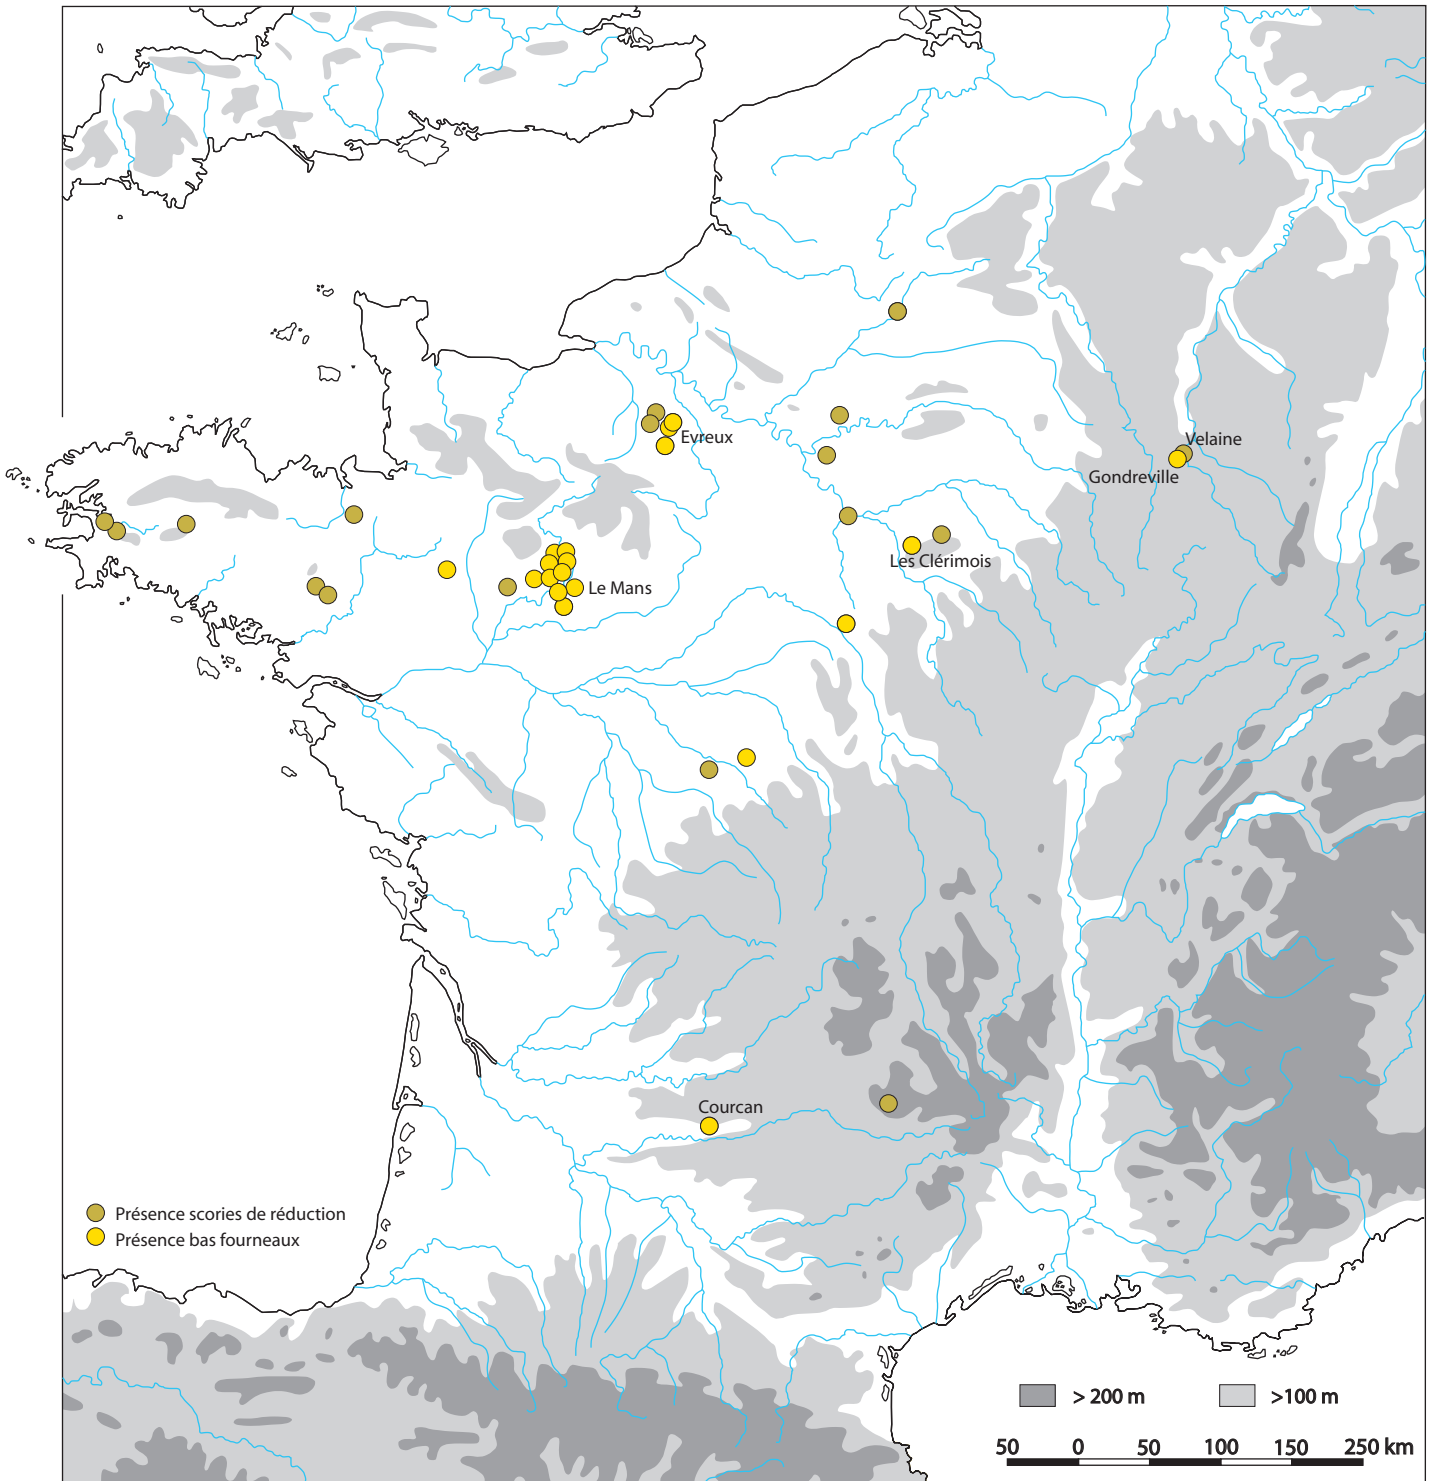 Evreux
Velaine
Gondreville
Les Clérimois
Le Mans
Courcan
Présence scories de réduction
Présence bas fourneaux
> 200 m
>100 m
50 0 50 100 150 250 km